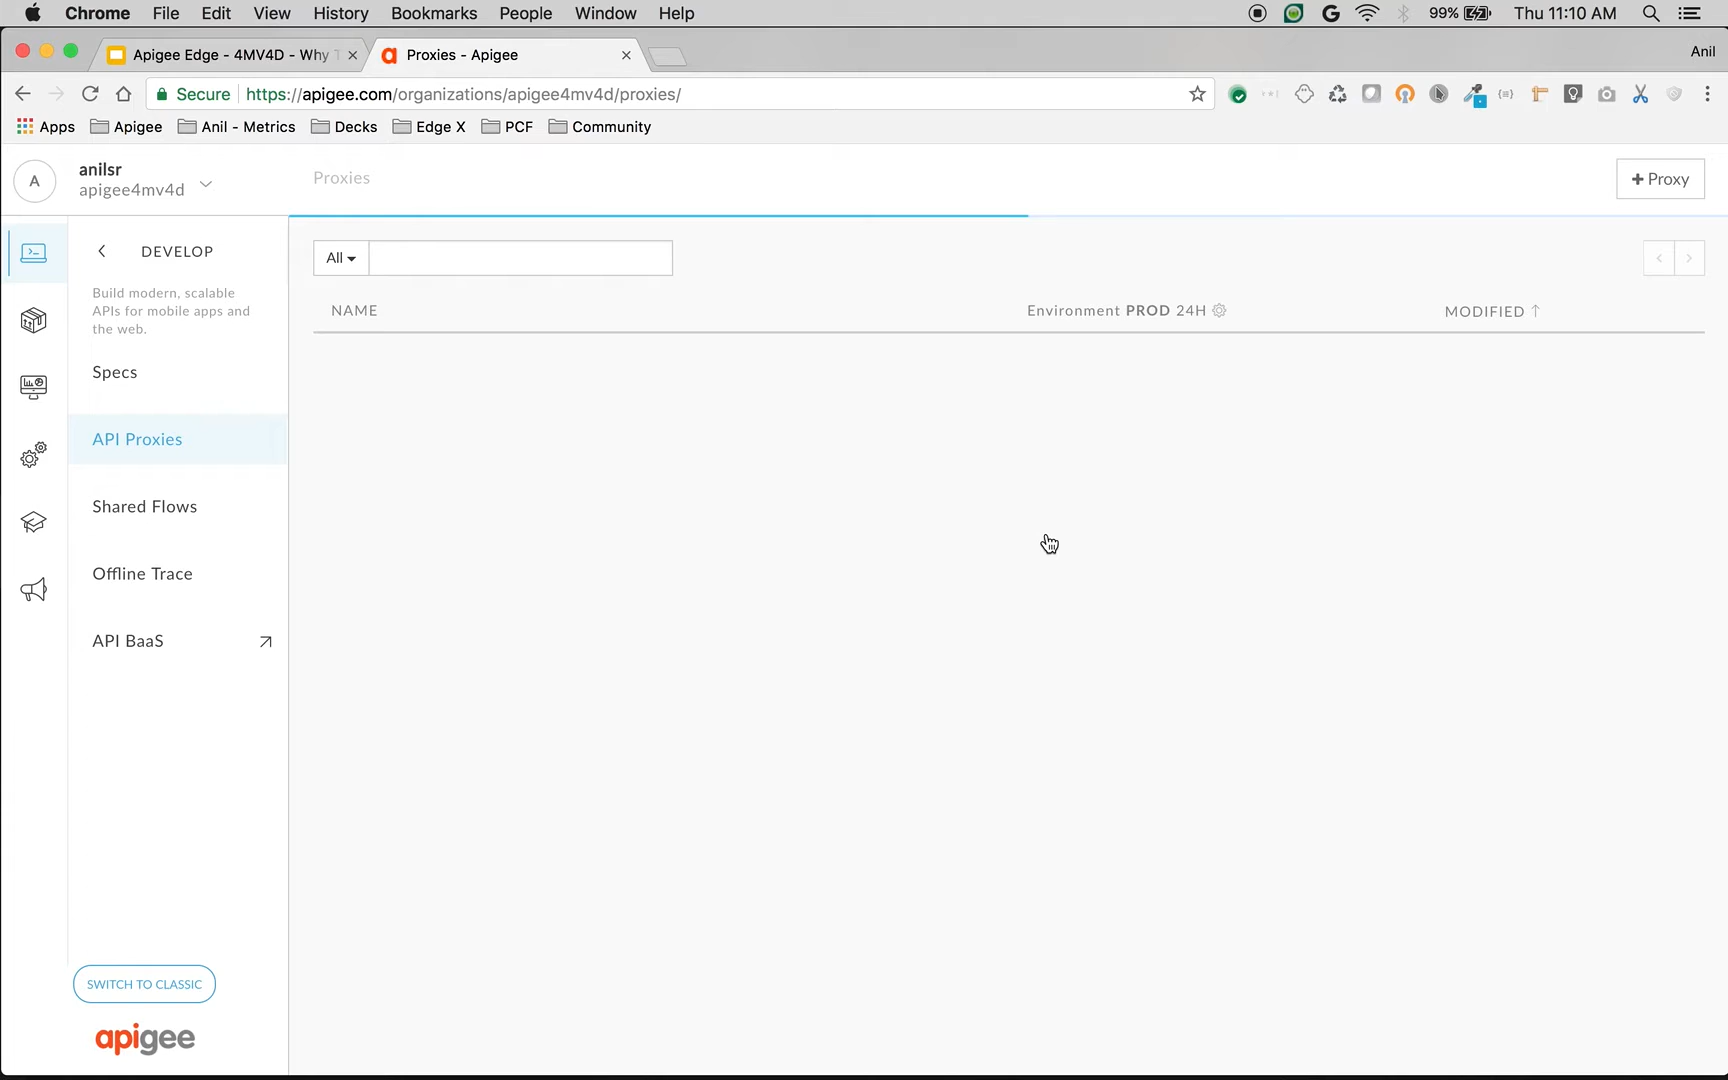 Chrome File Edit View History Bookmarks People Window Help 99% Thu 11:10 AM
Apigee Edge - 4MV4D - Why Proxies - Apigee Anil
Secure https://apigee.com/organizations/apigee4mv4d/proxies/
Apps Apigee Anil - Metrics Decks Edge X PCF Community
A anilsr
apigee4mv4d
Proxies
+ Proxy
DEVELOP
Build modern, scalable
APIs for mobile apps and
the web.
Specs
API Proxies
Shared Flows
Offline Trace
API BaaS
All
NAME Environment PROD 24H MODIFIED ↑
SWITCH TO CLASSIC
apigee